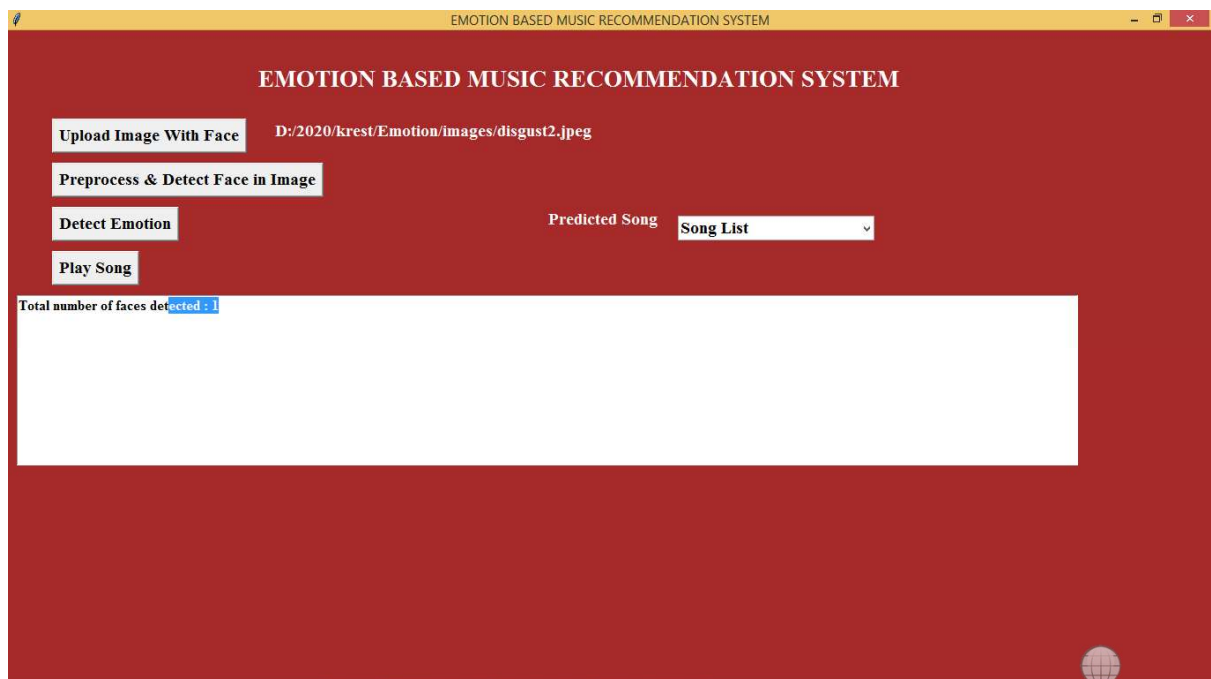 EMOTION BASED MUSIC RECOMMENDATION SYSTEM
EMOTION BASED MUSIC RECOMMENDATION SYSTEM
Upload Image With Face D:/2020/krest/Emotion/images/disgust2.jpeg
Preprocess & Detect Face in Image
Detect Emotion Predicted Song Song List
Play Song
Total number of faces detected : 1